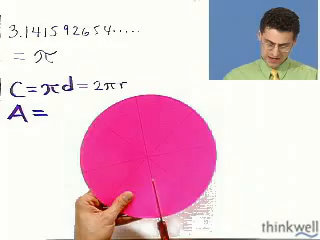 3.141592654.....
= π
C = πd = 2πr
A =
thinkwell